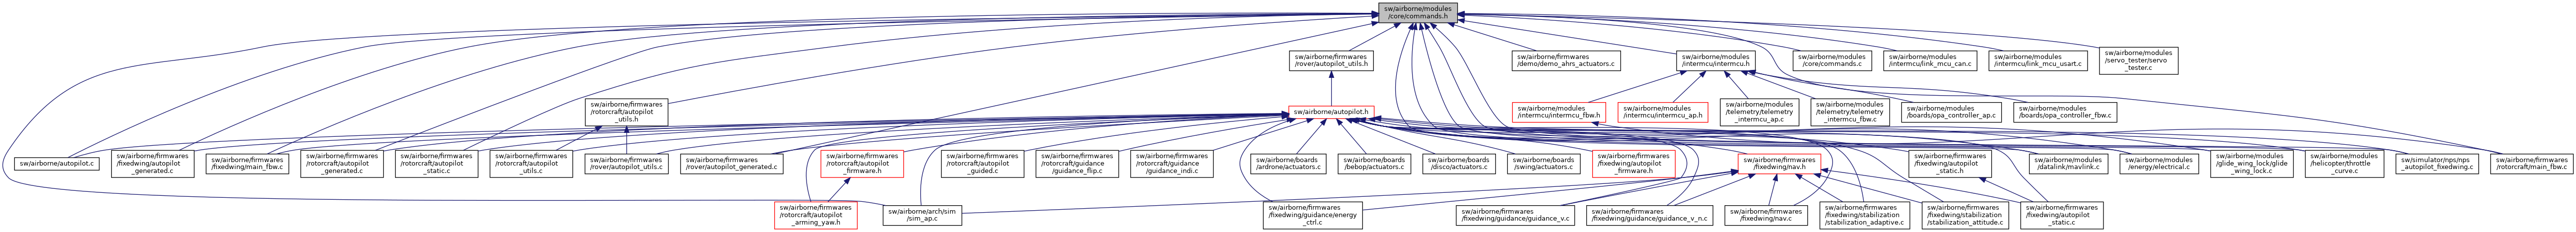 sw/airborne/modules
/core/commands.h
sw/airborne/firmwares
/rover/autopilot_utils.h
sw/airborne/firmwares
/demo/demo_ahrs_actuators.c
sw/airborne/modules
/intermcu/intermcu.h
sw/airborne/modules
/core/commands.c
sw/airborne/modules
/intermcu/link_mcu_can.c
sw/airborne/modules
/intermcu/link_mcu_usart.c
sw/airborne/modules
/servo_tester/servo
_tester.c
sw/airborne/firmwares
/rotorcraft/autopilot
_utils.h
sw/airborne/autopilot.h
sw/airborne/modules
/intermcu/intermcu_fbw.h
sw/airborne/modules
/intermcu/intermcu_ap.h
sw/airborne/modules
/telemetry/telemetry
_intermcu_ap.c
sw/airborne/modules
/telemetry/telemetry
_intermcu_fbw.c
sw/airborne/modules
/boards/opa_controller_ap.c
sw/airborne/modules
/boards/opa_controller_fbw.c
sw/airborne/autopilot.c
sw/airborne/firmwares
/fixedwing/autopilot
_generated.c
sw/airborne/firmwares
/fixedwing/main_fbw.c
sw/airborne/firmwares
/rotorcraft/autopilot
_generated.c
sw/airborne/firmwares
/rotorcraft/autopilot
_static.c
sw/airborne/firmwares
/rotorcraft/autopilot
_utils.c
sw/airborne/firmwares
/rover/autopilot_utils.c
sw/airborne/firmwares
/rover/autopilot_generated.c
sw/airborne/firmwares
/rotorcraft/autopilot
_firmware.h
sw/airborne/firmwares
/rotorcraft/autopilot
_guided.c
sw/airborne/firmwares
/rotorcraft/guidance
/guidance_flip.c
sw/airborne/firmwares
/rotorcraft/guidance
/guidance_indi.c
sw/airborne/boards
/ardrone/actuators.c
sw/airborne/boards
/bebop/actuators.c
sw/airborne/boards
/disco/actuators.c
sw/airborne/boards
/swing/actuators.c
sw/airborne/firmwares
/fixedwing/autopilot
_firmware.h
sw/airborne/firmwares
/fixedwing/nav.h
sw/airborne/firmwares
/fixedwing/autopilot
_static.h
sw/airborne/modules
/datalink/mavlink.c
sw/airborne/modules
/energy/electrical.c
sw/airborne/modules
/glide_wing_lock/glide
_wing_lock.c
sw/airborne/modules
/helicopter/throttle
_curve.c
sw/simulator/nps/nps
_autopilot_fixedwing.c
sw/airborne/firmwares
/rotorcraft/main_fbw.c
sw/airborne/firmwares
/rotorcraft/autopilot
_arming_yaw.h
sw/airborne/arch/sim
/sim_ap.c
sw/airborne/firmwares
/fixedwing/guidance/energy
_ctrl.c
sw/airborne/firmwares
/fixedwing/guidance/guidance_v.c
sw/airborne/firmwares
/fixedwing/guidance/guidance_v_n.c
sw/airborne/firmwares
/fixedwing/nav.c
sw/airborne/firmwares
/fixedwing/stabilization
/stabilization_adaptive.c
sw/airborne/firmwares
/fixedwing/stabilization
/stabilization_attitude.c
sw/airborne/firmwares
/fixedwing/autopilot
_static.c